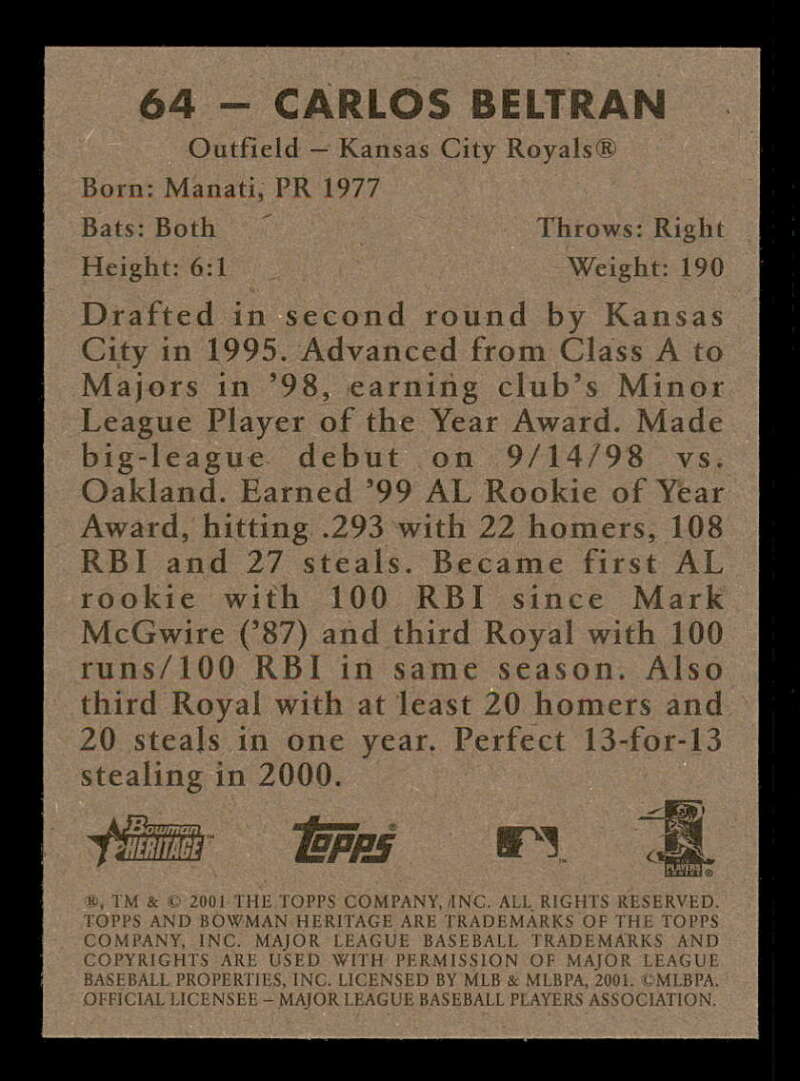 64 – CARLOS BELTRAN
Outfield – Kansas City Royals®
Born: Manati, PR 1977
Bats: Both Throws: Right
Height: 6:1 Weight: 190
Drafted in second round by Kansas
City in 1995. Advanced from Class A to
Majors in ’98, earning club’s Minor
League Player of the Year Award. Made
big-league debut on 9/14/98 vs.
Oakland. Earned ’99 AL Rookie of Year
Award, hitting .293 with 22 homers, 108
RBI and 27 steals. Became first AL
rookie with 100 RBI since Mark
McGwire (’87) and third Royal with 100
runs/100 RBI in same season. Also
third Royal with at least 20 homers and
20 steals in one year. Perfect 13-for-13
stealing in 2000.
Bowman HERITAGE TOPPS PLAYERS
®, TM & © 2001 THE TOPPS COMPANY, INC. ALL RIGHTS RESERVED.
TOPPS AND BOWMAN HERITAGE ARE TRADEMARKS OF THE TOPPS
COMPANY, INC. MAJOR LEAGUE BASEBALL TRADEMARKS AND
COPYRIGHTS ARE USED WITH PERMISSION OF MAJOR LEAGUE
BASEBALL PROPERTIES, INC. LICENSED BY MLB & MLBPA, 2001. ©MLBPA.
OFFICIAL LICENSEE – MAJOR LEAGUE BASEBALL PLAYERS ASSOCIATION.